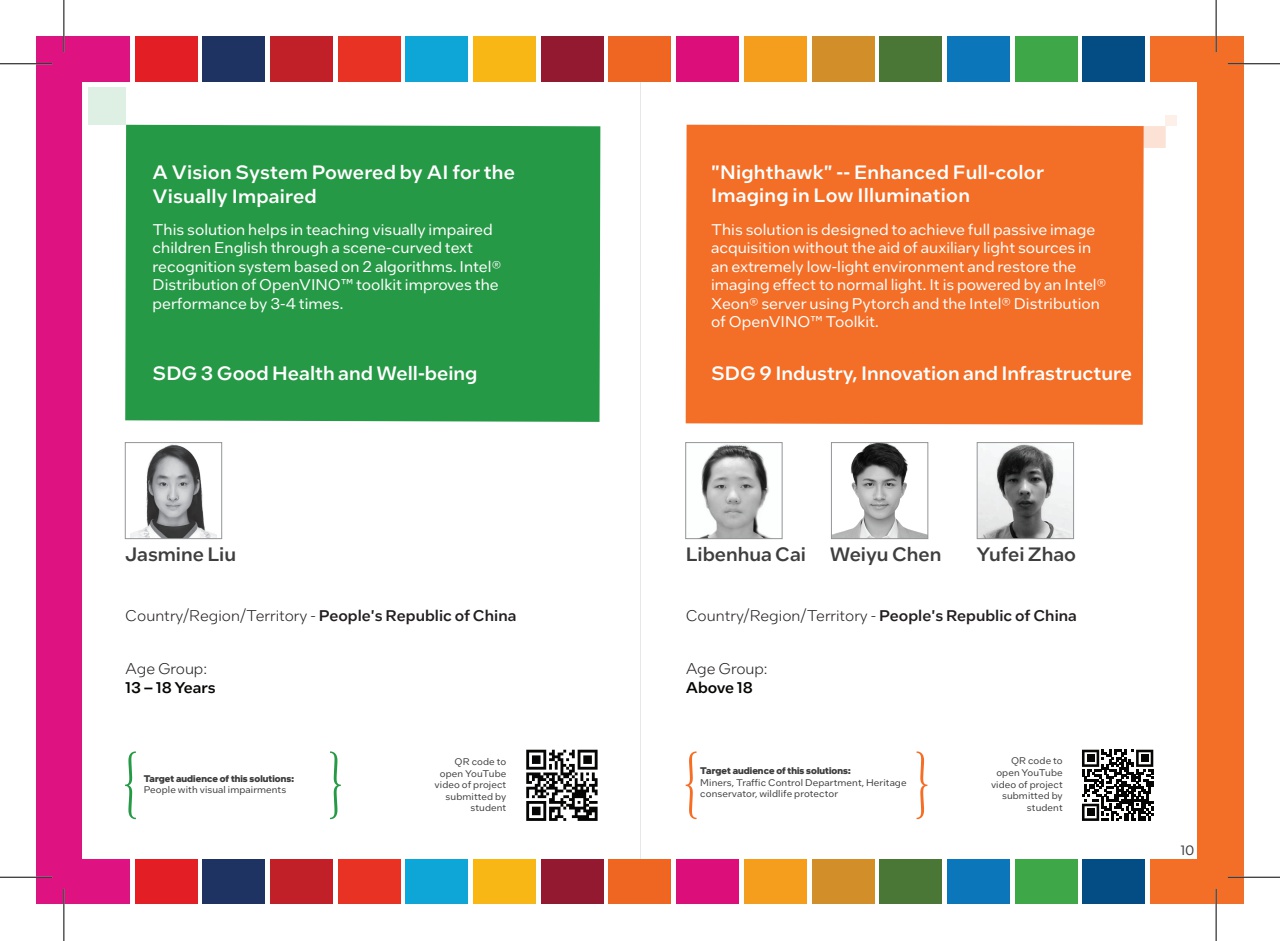 A Vision System Powered by AI for the
Visually Impaired
This solution helps in teaching visually impaired
children English through a scene-curved text
recognition system based on 2 algorithms. Intel®
Distribution of OpenVINO™ toolkit improves the
performance by 3-4 times.
SDG 3 Good Health and Well-being
Jasmine Liu
Country/Region/Territory - People's Republic of China
Age Group:
13 – 18 Years
Target audience of this solutions:
People with visual impairments
QR code to
open YouTube
video of project
submitted by
student
"Nighthawk" -- Enhanced Full-color
Imaging in Low Illumination
This solution is designed to achieve full passive image
acquisition without the aid of auxiliary light sources in
an extremely low-light environment and restore the
imaging effect to normal light. It is powered by an Intel®
Xeon® server using Pytorch and the Intel® Distribution
of OpenVINO™ Toolkit.
SDG 9 Industry, Innovation and Infrastructure
Libenhua Cai Weiyu Chen Yufei Zhao
Country/Region/Territory - People's Republic of China
Age Group:
Above 18
Target audience of this solutions:
Miners, Traffic Control Department, Heritage
conservator, wildlife protector
QR code to
open YouTube
video of project
submitted by
student
10